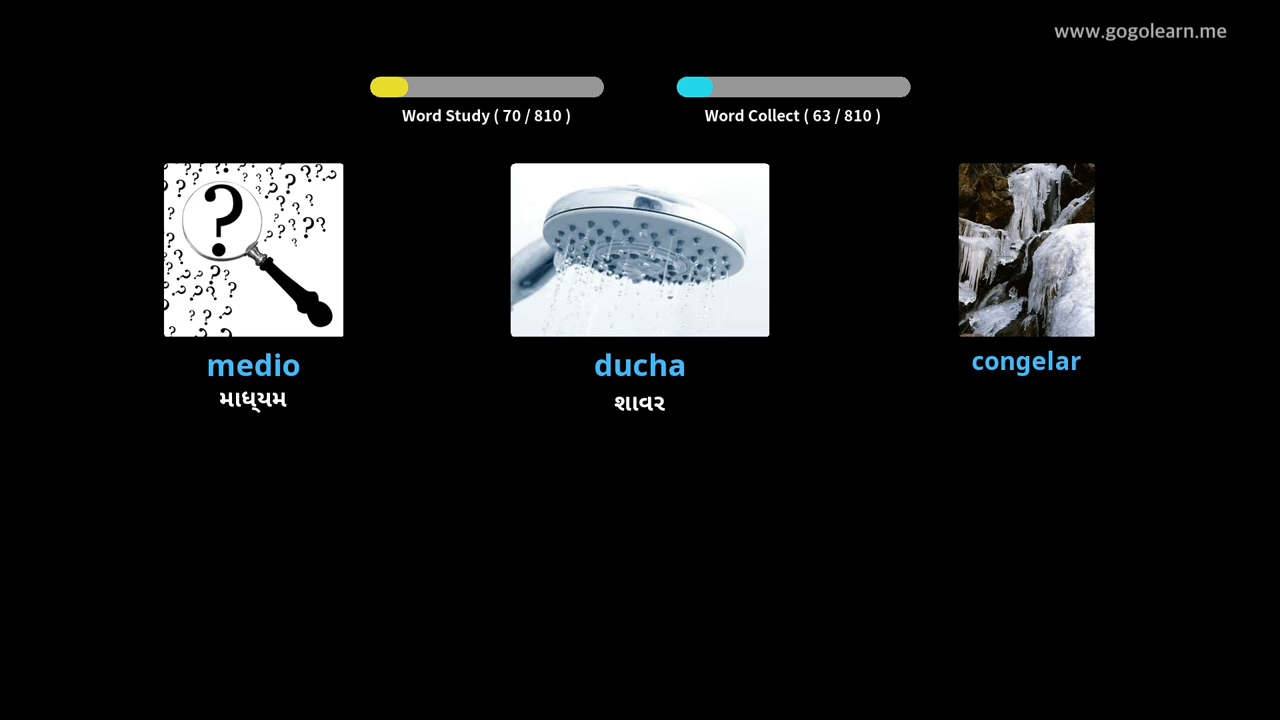 www.gogolearn.me
Word Study ( 70 / 810 )
Word Collect ( 63 / 810 )
medio
ducha
congelar
માધ્યમ
શાવર